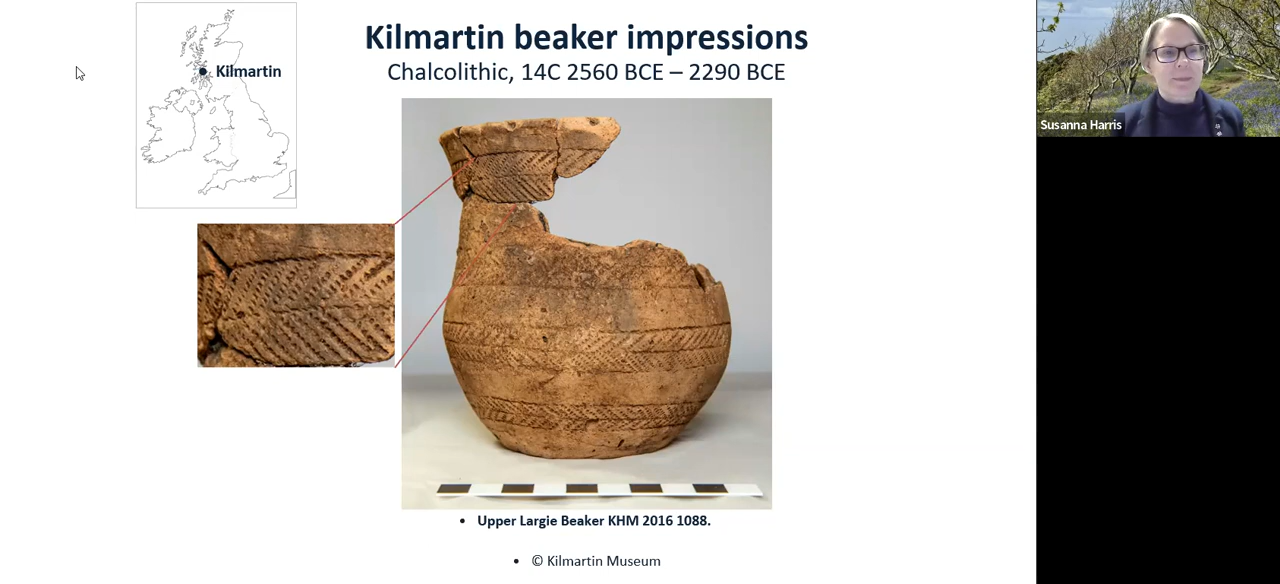 Kilmartin beaker impressions
Chalcolithic, 14C 2560 BCE – 2290 BCE
Kilmartin
Susanna Harris
• Upper Largie Beaker KHM 2016 1088.
• © Kilmartin Museum